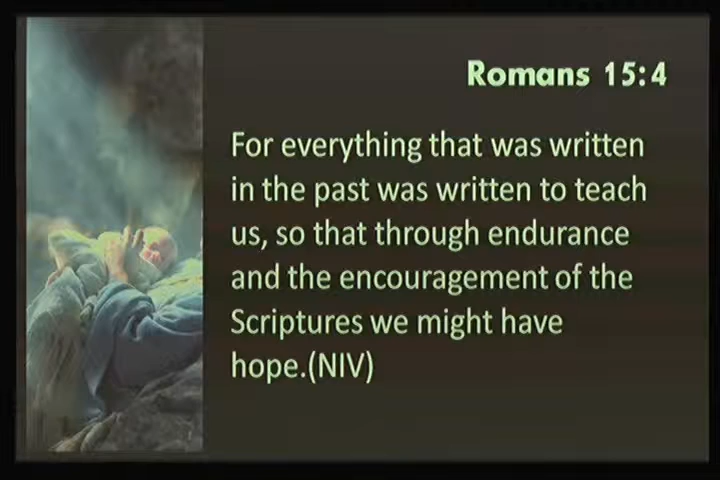 Romans 15:4
For everything that was written
in the past was written to teach
us, so that through endurance
and the encouragement of the
Scriptures we might have
hope.(NIV)